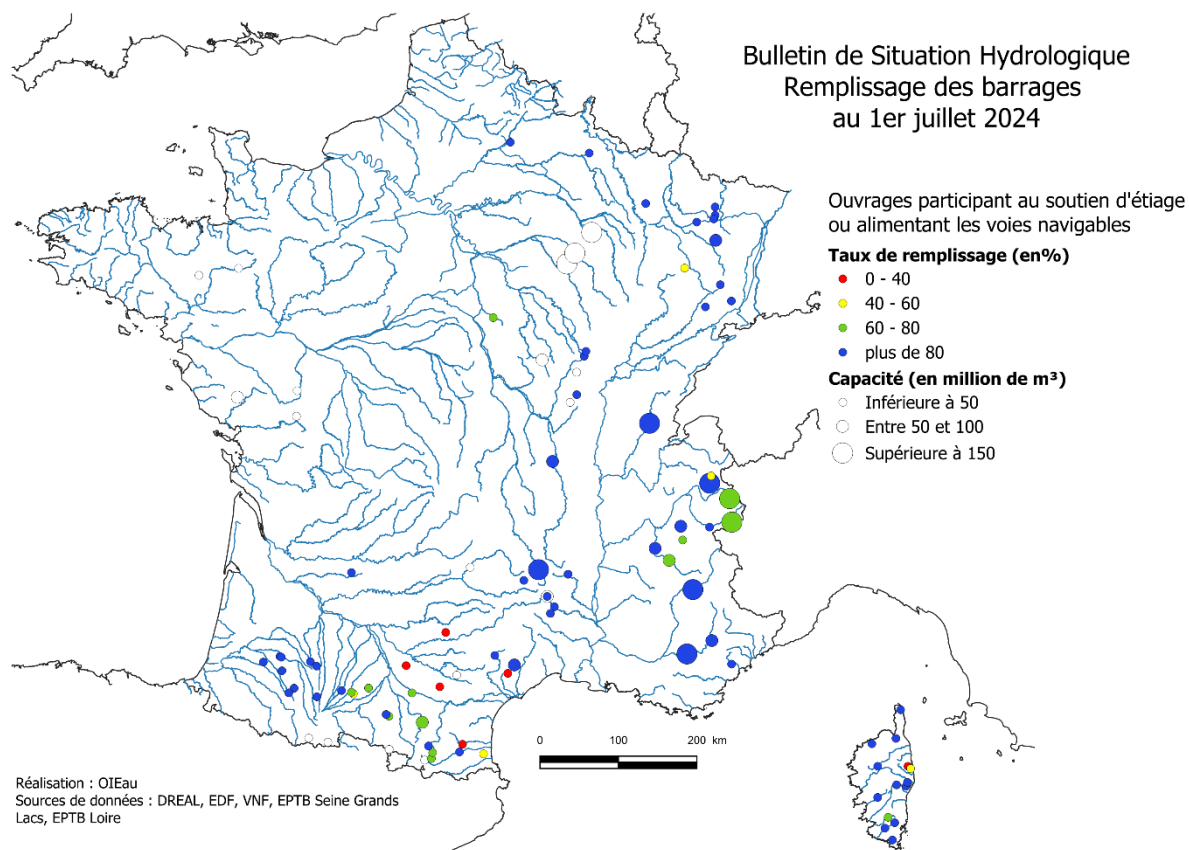 Bulletin de Situation Hydrologique
Remplissage des barrages
au 1er juillet 2024
Ouvrages participant au soutien d'étiage
ou alimentant les voies navigables
Taux de remplissage (en%)
0 - 40
40 - 60
60 - 80
plus de 80
Capacité (en million de m³)
Inférieure à 50
Entre 50 et 100
Supérieure à 150
0 100 200 km
Réalisation : OIEau
Sources de données : DREAL, EDF, VNF, EPTB Seine Grands
Lacs, EPTB Loire